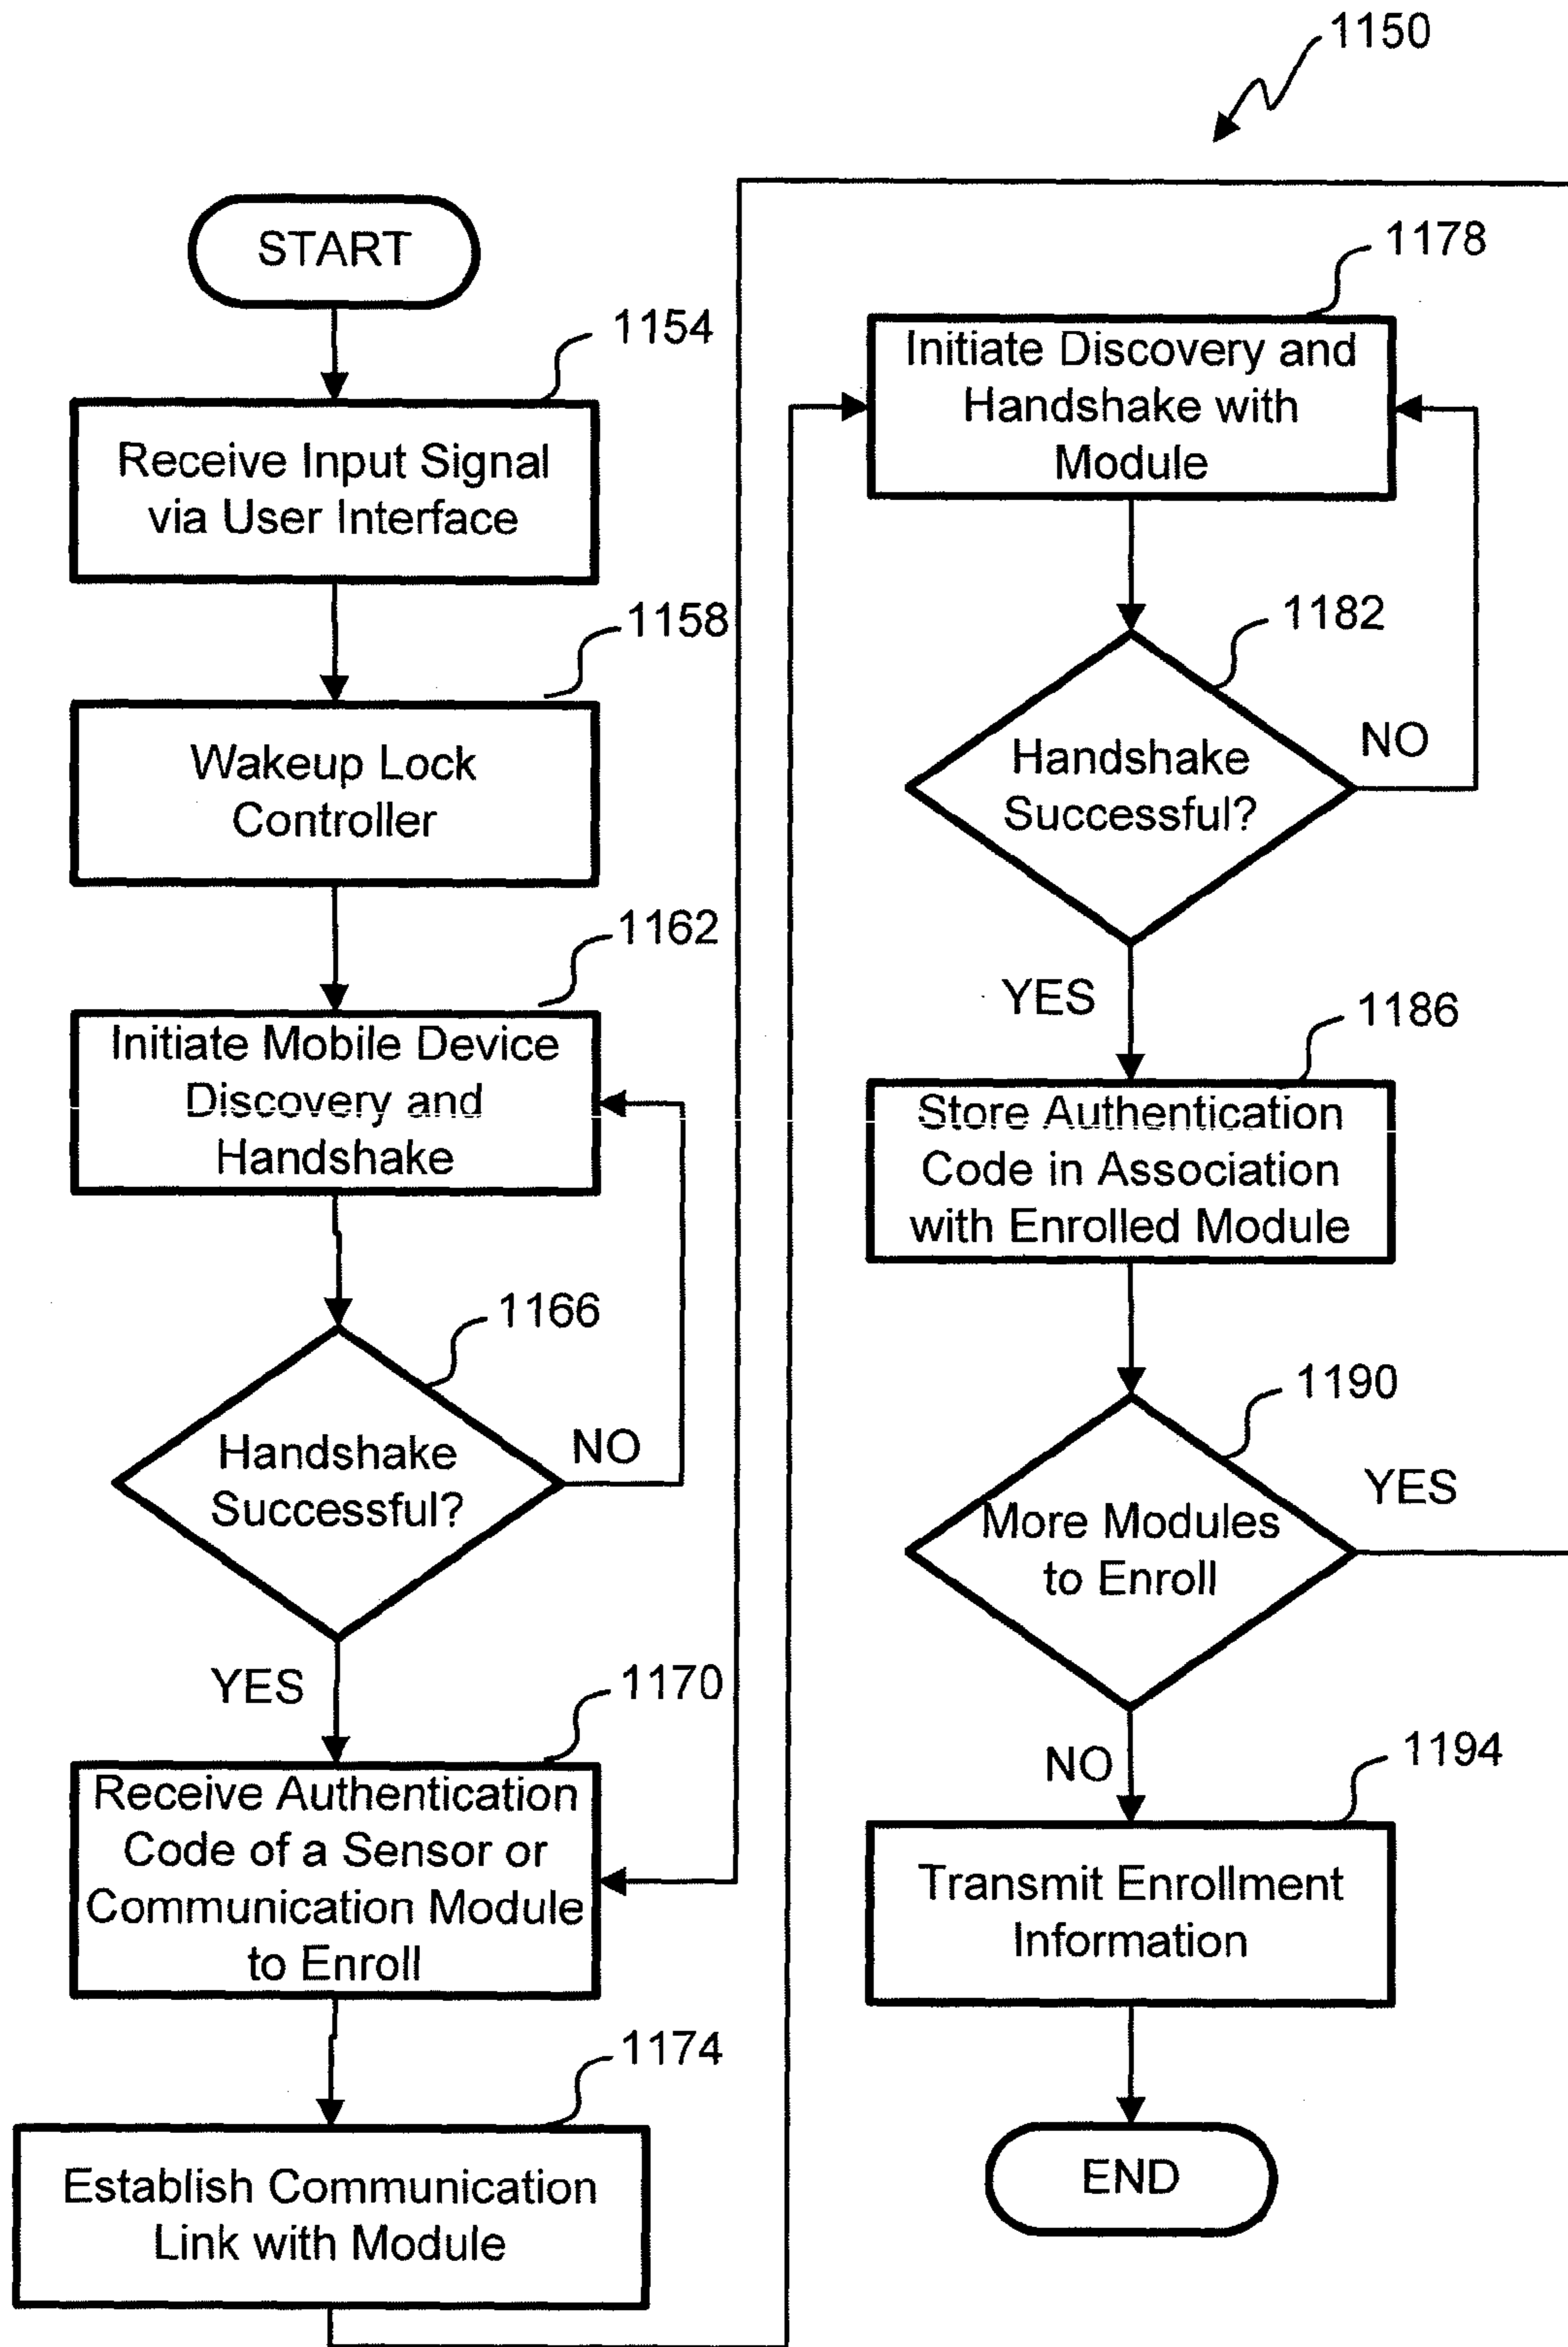 1150
START
1154
Receive Input Signal
via User Interface
1158
Wakeup Lock
Controller
1162
Initiate Mobile Device
Discovery and
Handshake
1166
Handshake
Successful?
NO
YES
1170
Receive Authentication
Code of a Sensor or
Communication Module
to Enroll
1174
Establish Communication
Link with Module
1178
Initiate Discovery and
Handshake with
Module
1182
Handshake
Successful?
NO
YES
1186
Store Authentication
Code in Association
with Enrolled Module
1190
More Modules
to Enroll
YES
NO
1194
Transmit Enrollment
Information
END